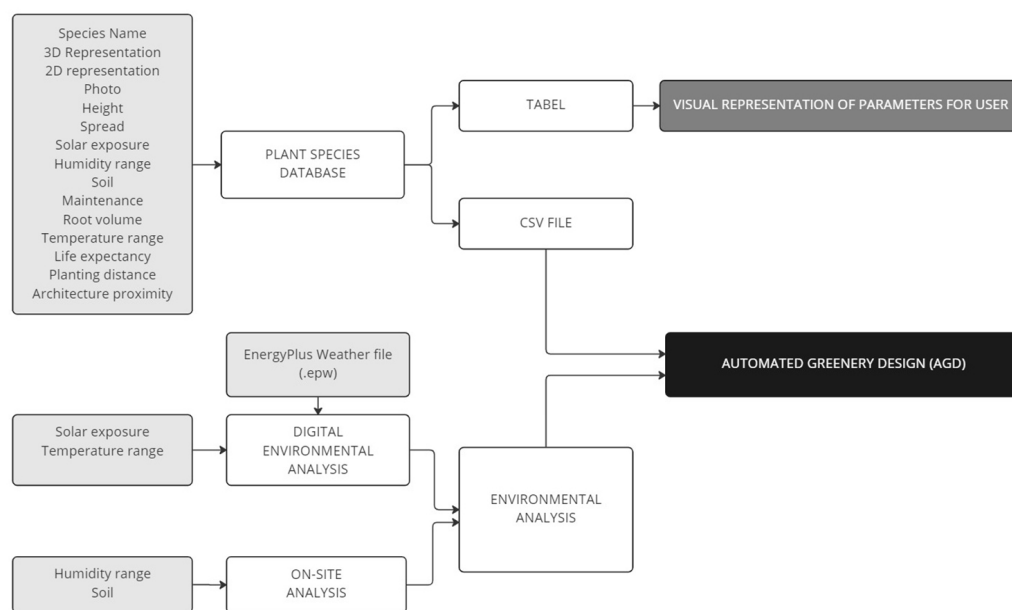 Species Name
3D Representation
2D representation
Photo
Height
Spread
Solar exposure
Humidity range
Soil
Maintenance
Root volume
Temperature range
Life expectancy
Planting distance
Architecture proximity
PLANT SPECIES
DATABASE
TABEL
VISUAL REPRESENTATION OF PARAMETERS FOR USER
CSV FILE
EnergyPlus Weather file
(.epw)
AUTOMATED GREENERY DESIGN (AGD)
Solar exposure
Temperature range
DIGITAL
ENVIRONMENTAL
ANALYSIS
ENVIRONMENTAL
ANALYSIS
Humidity range
Soil
ON-SITE
ANALYSIS